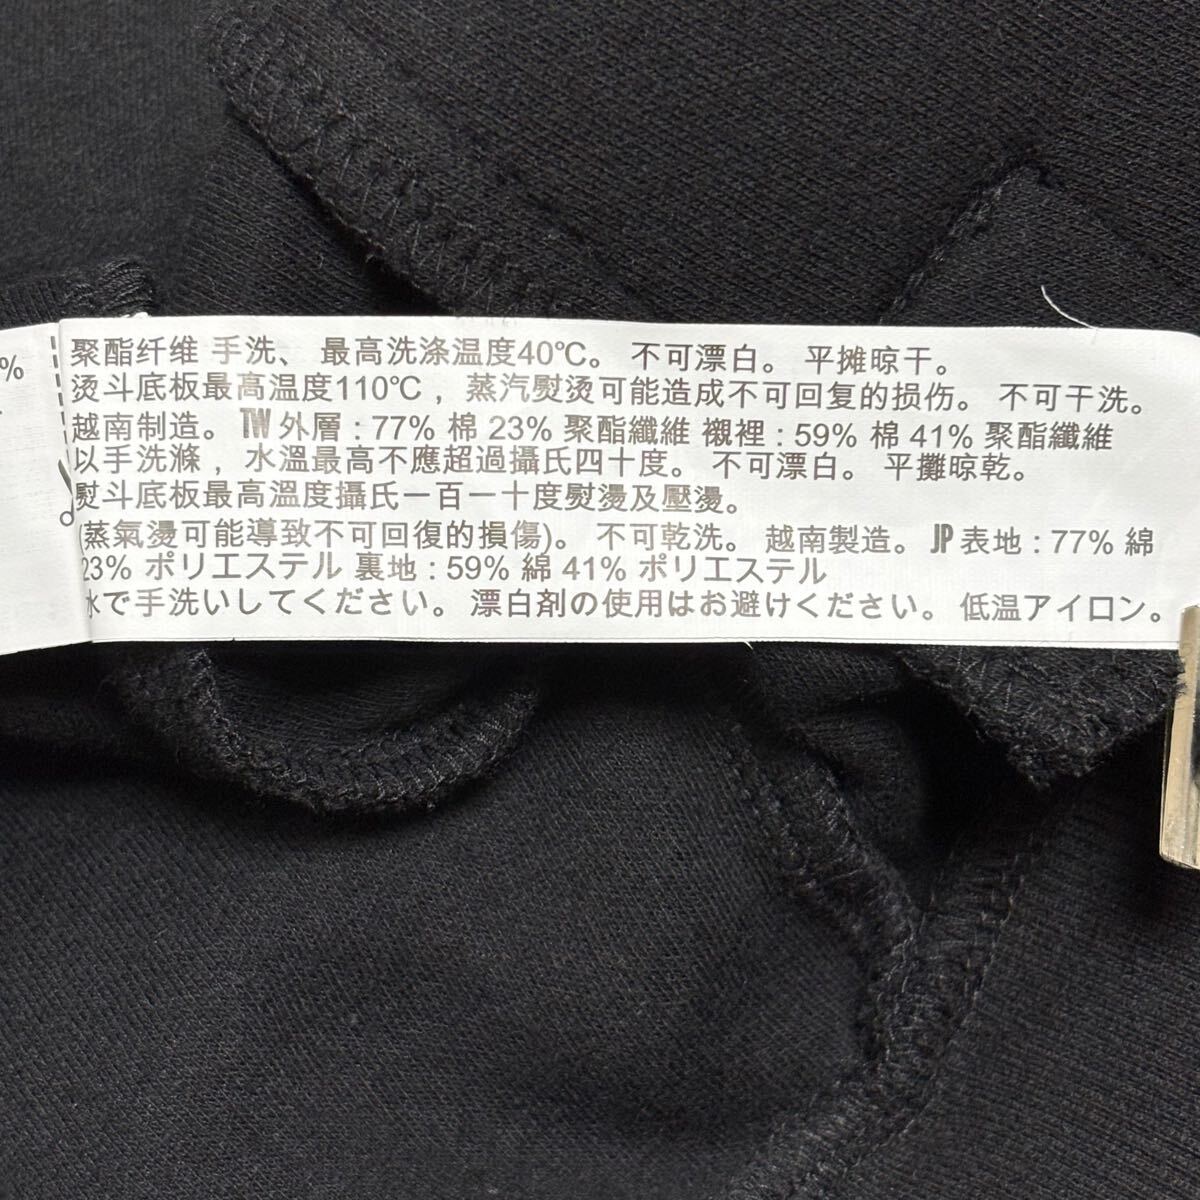 %
聚酯纤维 手洗、 最高洗涤温度40℃。 不可漂白。 平摊晾干。
烫斗底板最高温度110℃ , 蒸汽熨烫可能造成不可回复的损伤。 不可干洗。
越南制造。 TW 外層 : 77% 棉 23% 聚酯纖維 襯裡 : 59% 棉 41% 聚酯纖維
以手洗滌 , 水溫最高不應超過攝氏四十度。 不可漂白。 平攤晾乾。
熨斗底板最高溫度攝氏一百一十度熨燙及壓燙。
(蒸氣燙可能導致不可回復的損傷)。 不可乾洗。 越南製造。 JP 表地 : 77% 綿
23% ポリエステル 裏地 : 59% 綿 41% ポリエステル
水で手洗いしてください。 漂白剤の使用はお避けください。 低温アイロン。